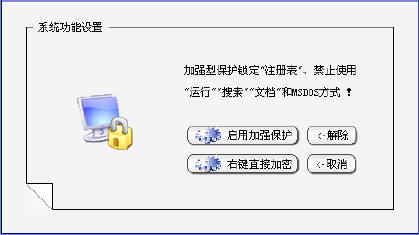 系统功能设置
加强型保护锁定"注册表"、禁止使用
"运行""搜索""文档"和MSDOS方式 !
启用加强保护
<-解除
右键直接加密
<-取消